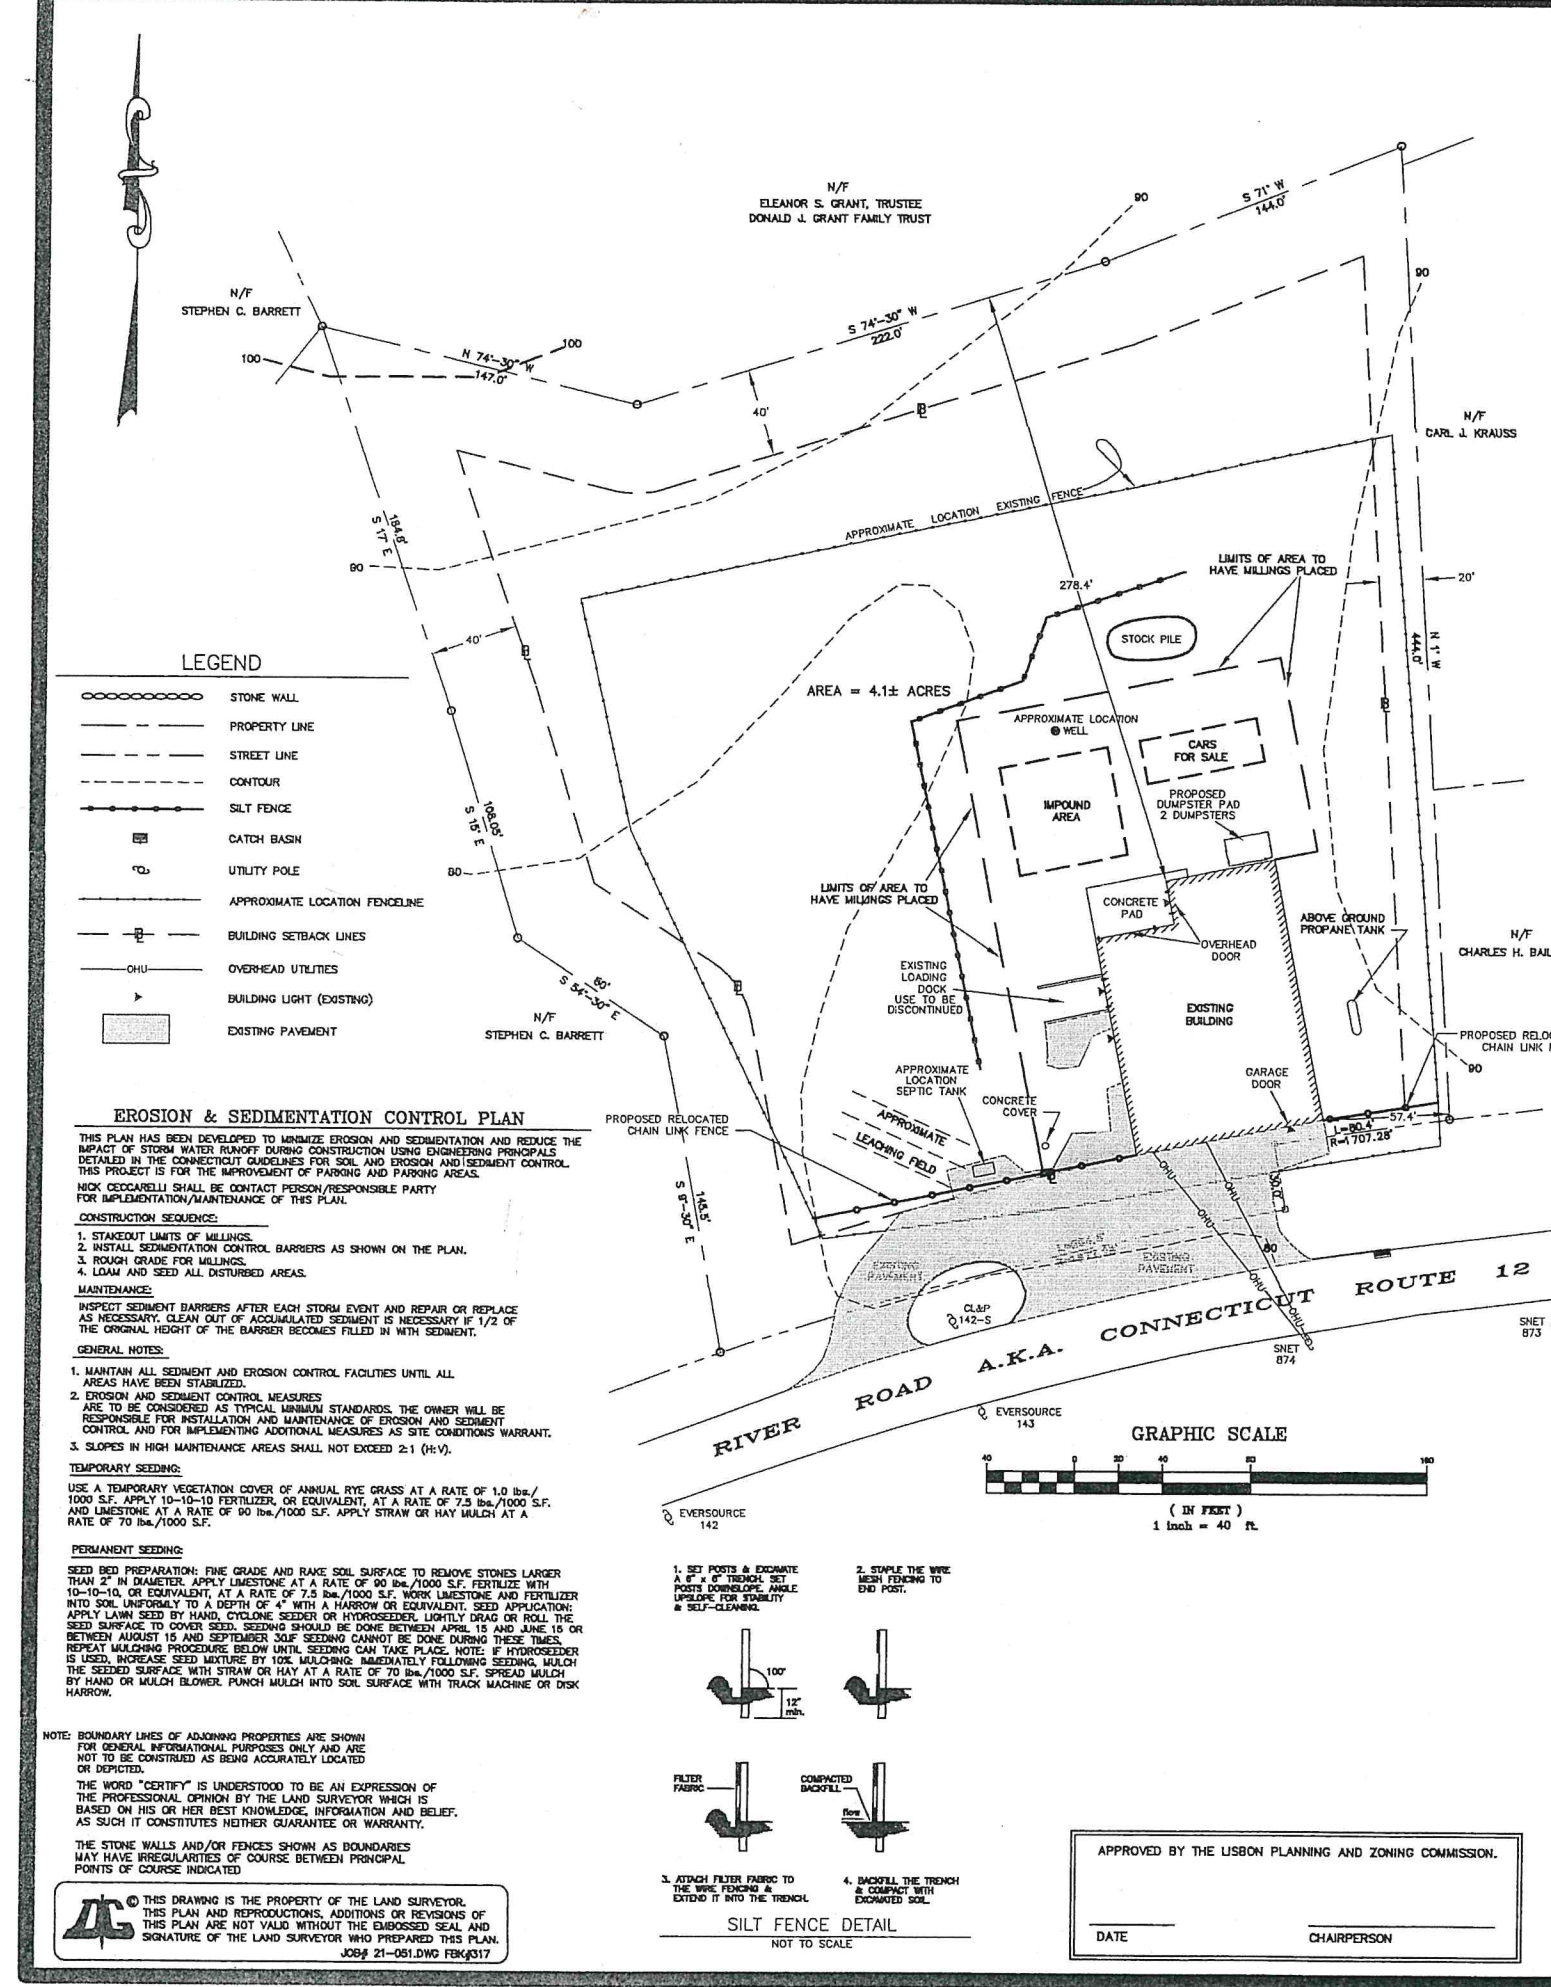 N/F
ELEANOR S. GRANT, TRUSTEE
DONALD J. GRANT FAMILY TRUST
90
S 71° W
144.0'
90
N/F
STEPHEN C. BARRETT
100
100
N 74°-30" W
147.0'
S 74°-30" W
222.0'
40'
B
N/F
CARL J. KRAUSS
184.8'
S 17° E
90
APPROXIMATE LOCATION EXISTING FENCE
LIMITS OF AREA TO
HAVE MILLINGS PLACED
278.4'
20'
N 1° W
444.0'
STOCK PILE
40'
AREA = 4.1± ACRES
APPROXIMATE LOCATION
WELL
CARS
FOR SALE
IMPOUND
AREA
PROPOSED
DUMPSTER PAD
2 DUMPSTERS
LEGEND
STONE WALL
PROPERTY LINE
STREET LINE
CONTOUR
SILT FENCE
CATCH BASIN
UTILITY POLE
APPROXIMATE LOCATION FENCELINE
BUILDING SETBACK LINES
OHU
OVERHEAD UTILITIES
BUILDING LIGHT (EXISTING)
EXISTING PAVEMENT
108.05'
S 15° E
80
LIMITS OF AREA TO
HAVE MILLINGS PLACED
CONCRETE
PAD
OVERHEAD
DOOR
ABOVE GROUND
PROPANE TANK
N/F
CHARLES H.
EXISTING
LOADING
DOCK
USE TO BE
DISCONTINUED
EXISTING
BUILDING
S 54°-30" E
N/F
STEPHEN C. BARRETT
PROPOSED
CHAIN LINK
90
APPROXIMATE
LOCATION
SEPTIC TANK
GARAGE
DOOR
CONCRETE
COVER
PROPOSED RELOCATED
CHAIN LINK FENCE
APPROXIMATE
LEACHING FIELD
57.4'
L=80.4'
R=1707.28'
148.5'
S 9°-30" E
OHU
OHU
OHU
OHU
OHU
EXISTING
PAVEMENT
EXISTING
PAVEMENT
80
CL&P
142-S
RIVER ROAD A.K.A. CONNECTICUT ROUTE 12
SNET
874
SNET
873
EVERSOURCE
143
EVERSOURCE
142
EROSION & SEDIMENTATION CONTROL PLAN
THIS PLAN HAS BEEN DEVELOPED TO MINIMIZE EROSION AND SEDIMENTATION AND REDUCE THE
IMPACT OF STORM WATER RUNOFF DURING CONSTRUCTION USING ENGINEERING PRINCIPALS
DETAILED IN THE CONNECTICUT GUIDELINES FOR SOIL AND EROSION AND SEDIMENT CONTROL.
THIS PROJECT IS FOR THE IMPROVEMENT OF PARKING AND PARKING AREAS.
NICK CECCARELLI SHALL BE CONTACT PERSON/RESPONSIBLE PARTY
FOR IMPLEMENTATION/MAINTENANCE OF THIS PLAN.
CONSTRUCTION SEQUENCE:
1. STAKEOUT LIMITS OF MILLINGS.
2. INSTALL SEDIMENTATION CONTROL BARRIERS AS SHOWN ON THE PLAN.
3. ROUGH GRADE FOR MILLINGS.
4. LOAM AND SEED ALL DISTURBED AREAS.
MAINTENANCE:
INSPECT SEDIMENT BARRIERS AFTER EACH STORM EVENT AND REPAIR OR REPLACE
AS NECESSARY. CLEAN OUT OF ACCUMULATED SEDIMENT IS NECESSARY IF 1/2 OF
THE ORIGINAL HEIGHT OF THE BARRIER BECOMES FILLED IN WITH SEDIMENT.
GENERAL NOTES:
1. MAINTAIN ALL SEDIMENT AND EROSION CONTROL FACILITIES UNTIL ALL
AREAS HAVE BEEN STABILIZED.
2. EROSION AND SEDIMENT CONTROL MEASURES
ARE TO BE CONSIDERED AS TYPICAL MINIMUM STANDARDS. THE OWNER WILL BE
RESPONSIBLE FOR INSTALLATION AND MAINTENANCE OF EROSION AND SEDIMENT
CONTROL AND FOR IMPLEMENTING ADDITIONAL MEASURES AS SITE CONDITIONS WARRANT.
3. SLOPES IN HIGH MAINTENANCE AREAS SHALL NOT EXCEED 2:1 (H:V).
TEMPORARY SEEDING:
USE A TEMPORARY VEGETATION COVER OF ANNUAL RYE GRASS AT A RATE OF 1.0 lbs./
1000 S.F. APPLY 10-10-10 FERTILIZER, OR EQUIVALENT, AT A RATE OF 7.5 lbs./1000 S.F.
AND LIMESTONE AT A RATE OF 90 lbs./1000 S.F. APPLY STRAW OR HAY MULCH AT A
RATE OF 70 lbs./1000 S.F.
PERMANENT SEEDING:
SEED BED PREPARATION: FINE GRADE AND RAKE SOIL SURFACE TO REMOVE STONES LARGER
THAN 2" IN DIAMETER. APPLY LIMESTONE AT A RATE OF 90 lbs./1000 S.F. FERTILIZE WITH
10-10-10, OR EQUIVALENT, AT A RATE OF 7.5 lbs./1000 S.F. WORK LIMESTONE AND FERTILIZER
INTO SOIL UNIFORMLY TO A DEPTH OF 4" WITH A HARROW OR EQUIVALENT. SEED APPLICATION:
APPLY LAWN SEED BY HAND, CYCLONE SEEDER OR HYDROSEEDER. LIGHTLY DRAG OR ROLL THE
SEED SURFACE TO COVER SEED. SEEDING SHOULD BE DONE BETWEEN APRIL 15 AND JUNE 15 OR
BETWEEN AUGUST 15 AND SEPTEMBER 30.IF SEEDING CANNOT BE DONE DURING THESE TIMES,
REPEAT MULCHING PROCEDURE BELOW UNTIL SEEDING CAN TAKE PLACE. NOTE: IF HYDROSEEDER
IS USED, INCREASE SEED MIXTURE BY 10%. MULCHING: IMMEDIATELY FOLLOWING SEEDING, MULCH
THE SEEDED SURFACE WITH STRAW OR HAY AT A RATE OF 70 lbs./1000 S.F. SPREAD MULCH
BY HAND OR MULCH BLOWER. PUNCH MULCH INTO SOIL SURFACE WITH TRACK MACHINE OR DISK
HARROW.
NOTE: BOUNDARY LINES OF ADJOINING PROPERTIES ARE SHOWN
FOR GENERAL INFORMATIONAL PURPOSES ONLY AND ARE
NOT TO BE CONSTRUED AS BEING ACCURATELY LOCATED
OR DEPICTED.
THE WORD "CERTIFY" IS UNDERSTOOD TO BE AN EXPRESSION OF
THE PROFESSIONAL OPINION BY THE LAND SURVEYOR WHICH IS
BASED ON HIS OR HER BEST KNOWLEDGE, INFORMATION AND BELIEF.
AS SUCH IT CONSTITUTES NEITHER GUARANTEE OR WARRANTY.
THE STONE WALLS AND/OR FENCES SHOWN AS BOUNDARIES
MAY HAVE IRREGULARITIES OF COURSE BETWEEN PRINCIPAL
POINTS OF COURSE INDICATED
© THIS DRAWING IS THE PROPERTY OF THE LAND SURVEYOR.
THIS PLAN AND REPRODUCTIONS, ADDITIONS OR REVISIONS OF
THIS PLAN ARE NOT VALID WITHOUT THE EMBOSSED SEAL AND
SIGNATURE OF THE LAND SURVEYOR WHO PREPARED THIS PLAN.
JOB# 21-051.DWG FBK#317
GRAPHIC SCALE
40 0 20 40 80 160
( IN FEET )
1 inch = 40 ft.
1. SET POSTS & EXCAVATE
A 6" x 6" TRENCH. SET
POSTS DOWNSLOPE. ANGLE
UPSLOPE FOR STABILITY
& SELF-CLEANING.
2. STAPLE THE WIRE
MESH FENCING TO
END POST.
100°
12"
min.
FILTER
FABRIC
COMPACTED
BACKFILL
flow
3. ATTACH FILTER FABRIC TO
THE WIRE FENCING &
EXTEND IT INTO THE TRENCH.
4. BACKFILL THE TRENCH
& COMPACT WITH
EXCAVATED SOIL.
SILT FENCE DETAIL
NOT TO SCALE
APPROVED BY THE LISBON PLANNING AND ZONING COMMISSION.
DATE
CHAIRPERSON